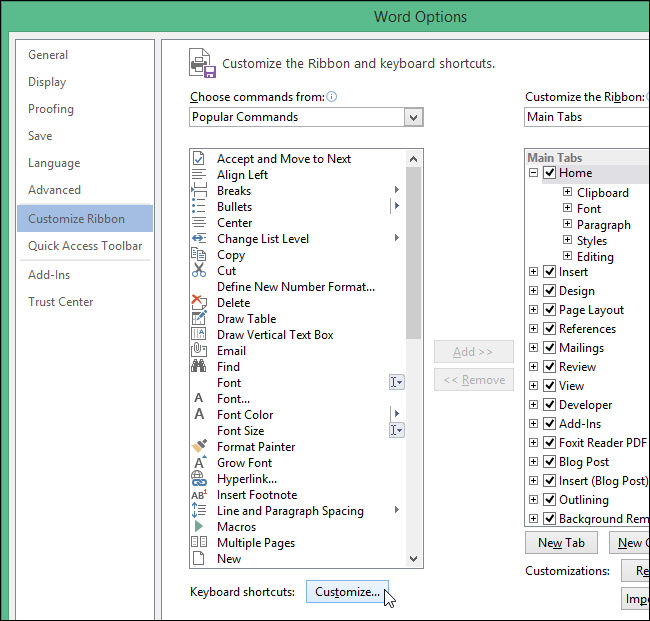 Word Options
General
Display
Proofing
Save
Language
Advanced
Customize Ribbon
Quick Access Toolbar
Add-Ins
Trust Center
Customize the Ribbon and keyboard shortcuts.
Choose commands from:
Popular Commands
Accept and Move to Next
Align Left
Breaks
Bullets
Center
Change List Level
Copy
Cut
Define New Number Format...
Delete
Draw Table
Draw Vertical Text Box
Email
Find
Font
Font...
Font Color
Font Size
Format Painter
Grow Font
Hyperlink...
Insert Footnote
Line and Paragraph Spacing
Macros
Multiple Pages
New
Keyboard shortcuts: Customize...
Add >>
<< Remove
Customize the Ribbon:
Main Tabs
Main Tabs
Home
Clipboard
Font
Paragraph
Styles
Editing
Insert
Design
Page Layout
References
Mailings
Review
View
Developer
Add-Ins
Foxit Reader PDF
Blog Post
Insert (Blog Post)
Outlining
Background Rem
New Tab
New
Customizations: Re
Imp